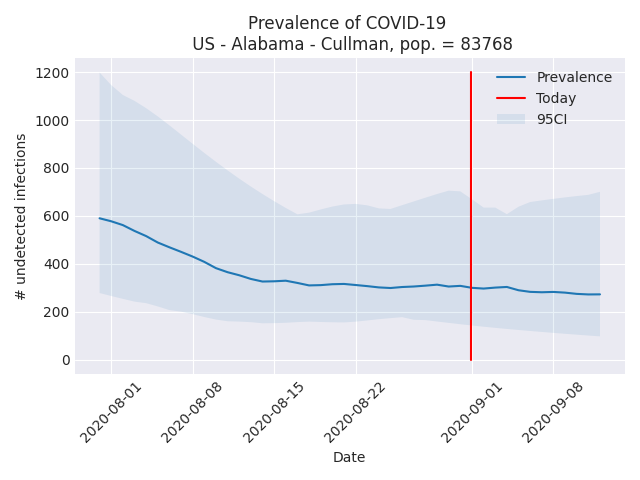 Prevalence of COVID-19
US - Alabama - Cullman, pop. = 83768
1200
1000
800
600
400
200
0
# undetected infections
Prevalence
Today
95CI
2020-08-01
2020-08-08
2020-08-15
2020-08-22
2020-09-01
2020-09-08
Date